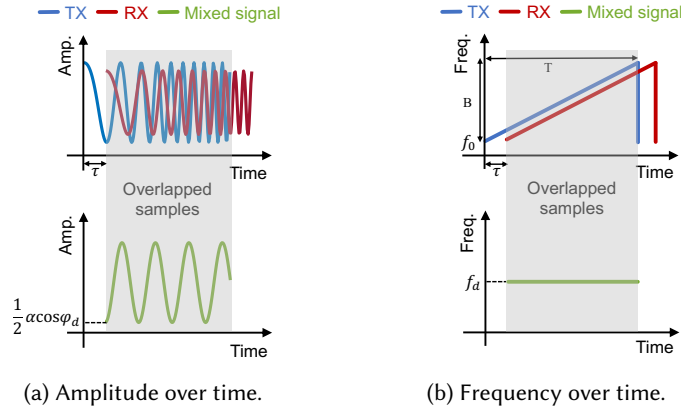 TX RX Mixed signal
Amp.
τ
Time
Overlapped
samples
Amp.
1/2 αcosφ_d
Time
(a) Amplitude over time.
TX RX Mixed signal
Freq.
T
B
f_0
τ
Time
Overlapped
samples
Freq.
f_d
Time
(b) Frequency over time.